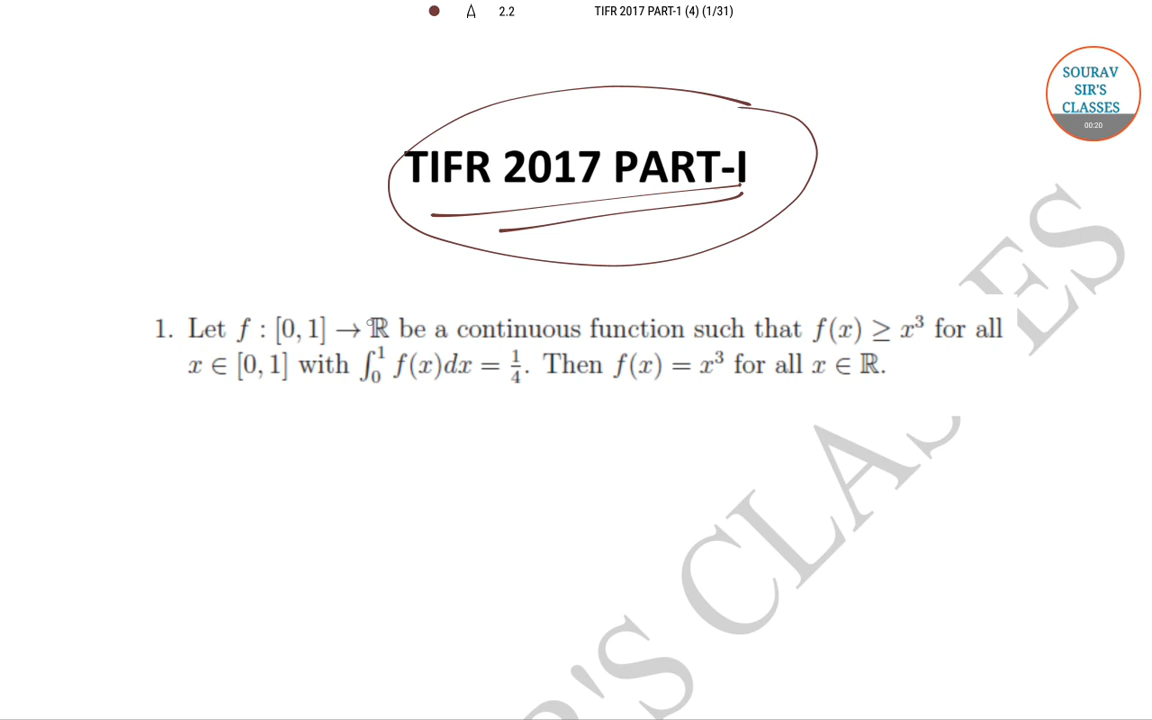 2.2 TIFR 2017 PART-1 (4) (1/31)
SOURAV
SIR'S
CLASSES
00:20
TIFR 2017 PART-I
1. Let f : [0, 1] → ℝ be a continuous function such that f(x) ≥ x³ for all
x ∈ [0, 1] with ∫₀¹ f(x)dx = 1/4. Then f(x) = x³ for all x ∈ ℝ.
R'S CLASSES